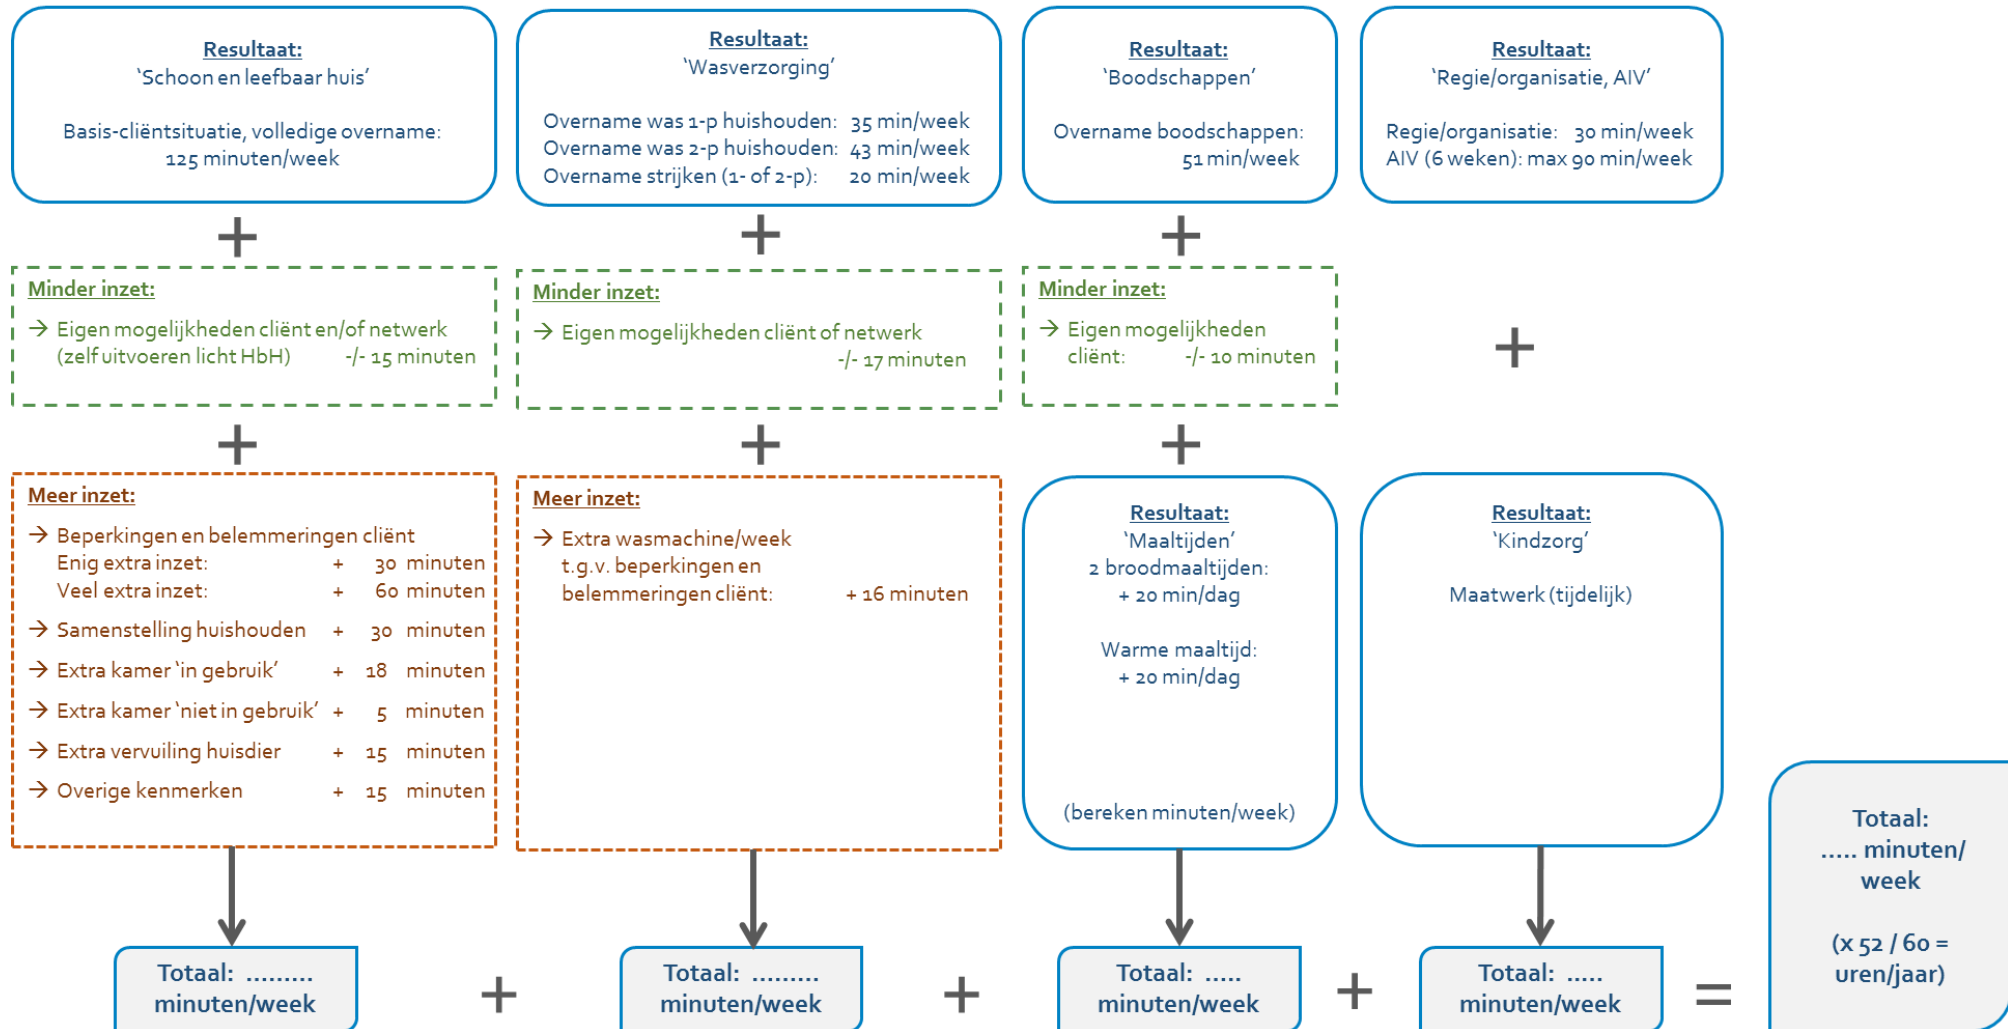 Resultaat:
‘Schoon en leefbaar huis’
Basis-cliëntsituatie, volledige overname:
125 minuten/week
Resultaat:
‘Wasverzorging’
Overname was 1-p huishouden: 35 min/week
Overname was 2-p huishouden: 43 min/week
Overname strijken (1- of 2-p): 20 min/week
Resultaat:
‘Boodschappen’
Overname boodschappen:
51 min/week
Resultaat:
‘Regie/organisatie, AIV’
Regie/organisatie: 30 min/week
AIV (6 weken): max 90 min/week
+
+
+
Minder inzet:
→ Eigen mogelijkheden cliënt en/of netwerk
(zelf uitvoeren licht HbH) -/- 15 minuten
Minder inzet:
→ Eigen mogelijkheden cliënt of netwerk
-/- 17 minuten
Minder inzet:
→ Eigen mogelijkheden
cliënt: -/- 10 minuten
+
+
+
+
Meer inzet:
→ Beperkingen en belemmeringen cliënt
Enig extra inzet: + 30 minuten
Veel extra inzet: + 60 minuten
→ Samenstelling huishouden + 30 minuten
→ Extra kamer ‘in gebruik’ + 18 minuten
→ Extra kamer ‘niet in gebruik’ + 5 minuten
→ Extra vervuiling huisdier + 15 minuten
→ Overige kenmerken + 15 minuten
Meer inzet:
→ Extra wasmachine/week
t.g.v. beperkingen en
belemmeringen cliënt: + 16 minuten
Resultaat:
‘Maaltijden’
2 broodmaaltijden:
+ 20 min/dag
Warme maaltijd:
+ 20 min/dag
(bereken minuten/week)
Resultaat:
‘Kindzorg’
Maatwerk (tijdelijk)
Totaal: .........
minuten/week
+
Totaal: .........
minuten/week
+
Totaal: .....
minuten/week
+
Totaal: .....
minuten/week
=
Totaal:
..... minuten/
week
(x 52 / 60 =
uren/jaar)